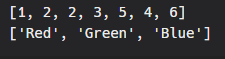 [1, 2, 2, 3, 5, 4, 6]
['Red', 'Green', 'Blue']